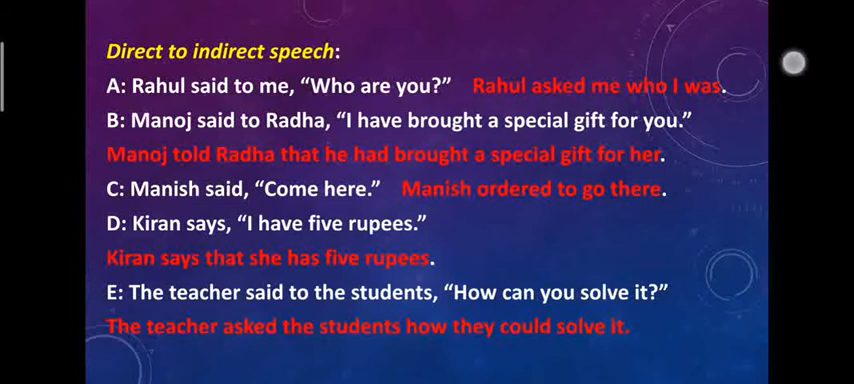 Direct to indirect speech:
A: Rahul said to me, “Who are you?” Rahul asked me who I was.
B: Manoj said to Radha, “I have brought a special gift for you.”
Manoj told Radha that he had brought a special gift for her.
C: Manish said, “Come here.” Manish ordered to go there.
D: Kiran says, “I have five rupees.”
Kiran says that she has five rupees.
E: The teacher said to the students, “How can you solve it?”
The teacher asked the students how they could solve it.